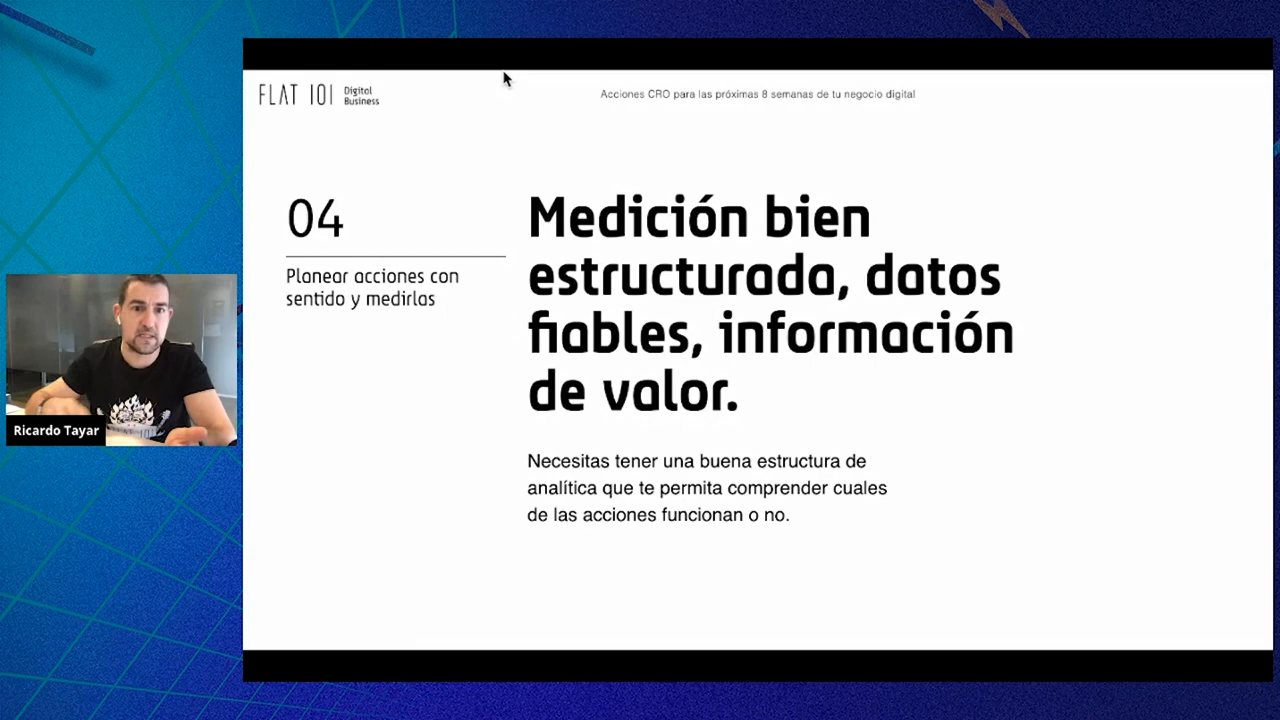 FLAT 101 Digital Business
Acciones CRO para las próximas 8 semanas de tu negocio digital
04
Planear acciones con
sentido y medirlas
Medición bien
estructurada, datos
fiables, información
de valor.
Necesitas tener una buena estructura de
analítica que te permita comprender cuales
de las acciones funcionan o no.
Ricardo Tayar